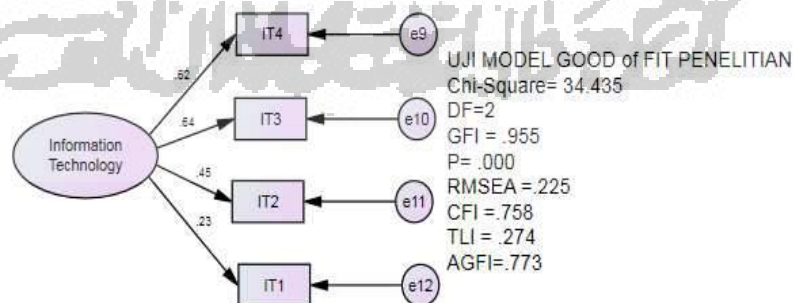 IT4
e9
UJI MODEL GOOD of FIT PENELITIAN
Chi-Square= 34.435
DF=2
GFI = .955
P= .000
RMSEA =.225
CFI =.758
TLI = .274
AGFI=.773
.62
.64
IT3
e10
Information
Technology
.45
IT2
e11
.23
IT1
e12